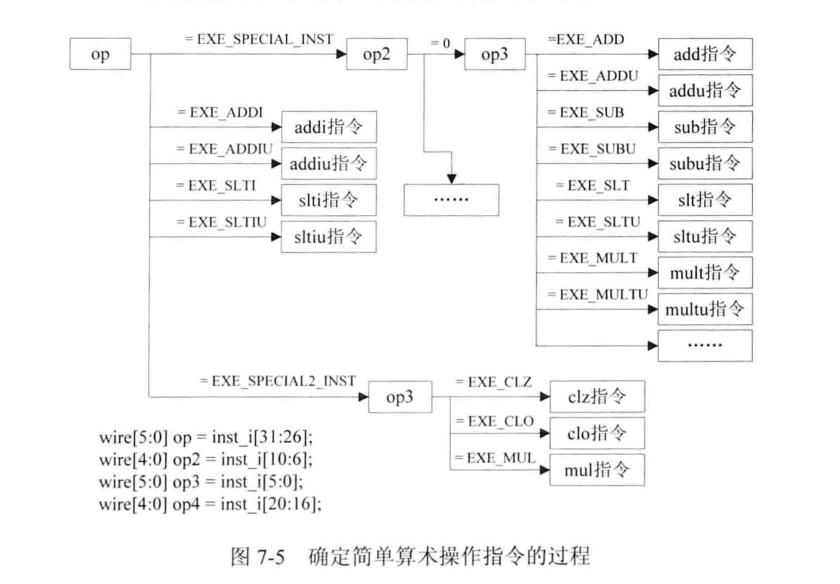 op
= EXE_SPECIAL_INST
op2
= 0
op3
=EXE_ADD
add指令
= EXE_ADDU
addu指令
= EXE_SUB
sub指令
= EXE_SUBU
subu指令
= EXE_SLT
slt指令
= EXE_SLTU
sltu指令
= EXE_MULT
mult指令
= EXE_MULTU
multu指令
……
……
= EXE_ADDI
addi指令
= EXE_ADDIU
addiu指令
= EXE_SLTI
slti指令
= EXE_SLTIU
sltiu指令
= EXE_SPECIAL2_INST
op3
= EXE_CLZ
clz指令
= EXE_CLO
clo指令
= EXE_MUL
mul指令
wire[5:0] op = inst_i[31:26];
wire[4:0] op2 = inst_i[10:6];
wire[5:0] op3 = inst_i[5:0];
wire[4:0] op4 = inst_i[20:16];
图 7-5 确定简单算术操作指令的过程